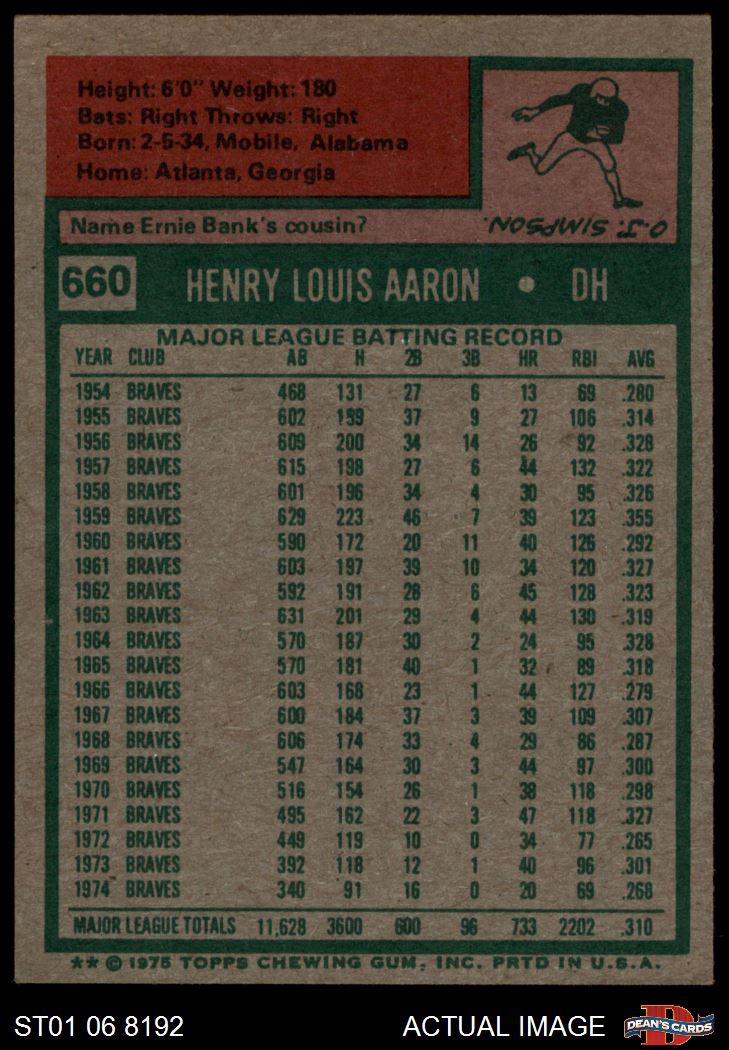 Height: 6'0" Weight: 180
Bats: Right Throws: Right
Born: 2-5-34, Mobile, Alabama
Home: Atlanta, Georgia
Name Ernie Bank's cousin?
O.J. SIMPSON.
660 HENRY LOUIS AARON • DH
MAJOR LEAGUE BATTING RECORD
YEAR CLUB AB H 2B 3B HR RBI AVG
1954 BRAVES 468 131 27 6 13 69 .280
1955 BRAVES 602 189 37 9 27 106 .314
1956 BRAVES 609 200 34 14 26 92 .328
1957 BRAVES 615 198 27 6 44 132 .322
1958 BRAVES 601 196 34 4 30 95 .326
1959 BRAVES 629 223 46 7 39 123 .355
1960 BRAVES 590 172 20 11 40 126 .292
1961 BRAVES 603 197 39 10 34 120 .327
1962 BRAVES 592 191 28 6 45 128 .323
1963 BRAVES 631 201 29 4 44 130 .319
1964 BRAVES 570 187 30 2 24 95 .328
1965 BRAVES 570 181 40 1 32 89 .318
1966 BRAVES 603 168 23 1 44 127 .279
1967 BRAVES 600 184 37 3 39 109 .307
1968 BRAVES 606 174 33 4 29 86 .287
1969 BRAVES 547 164 30 3 44 97 .300
1970 BRAVES 516 154 26 1 38 118 .298
1971 BRAVES 495 162 22 3 47 118 .327
1972 BRAVES 449 119 10 0 34 77 .265
1973 BRAVES 392 118 12 1 40 96 .301
1974 BRAVES 340 91 16 0 20 69 .268
MAJOR LEAGUE TOTALS 11,628 3600 600 96 733 2202 .310
** © 1975 TOPPS CHEWING GUM, INC. PRTD IN U.S.A.
ST01 06 8192 ACTUAL IMAGE DEAN'S CARDS